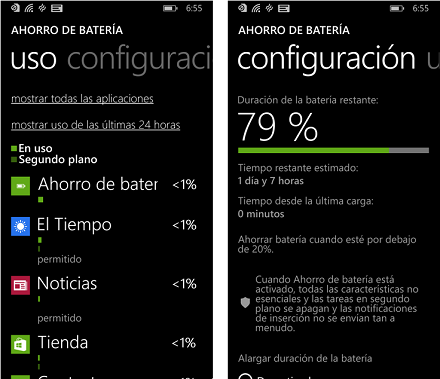 6:55
AHORRO DE BATERÍA
uso configuraci
mostrar todas las aplicaciones
mostrar uso de las últimas 24 horas
En uso
Segundo plano
Ahorro de bater
<1%
El Tiempo
<1%
permitido
Noticias
<1%
permitido
Tienda
<1%
6:55
AHORRO DE BATERÍA
configuración u
Duración de la batería restante:
79 %
Tiempo restante estimado:
1 día y 7 horas
Tiempo desde la última carga:
0 minutos
Ahorrar batería cuando esté por debajo
de 20%.
Cuando Ahorro de batería está
activado, todas las características no
esenciales y las tareas en segundo
plano se apagan y las notificaciones
de inserción no se envían tan a
menudo.
Alargar duración de la batería